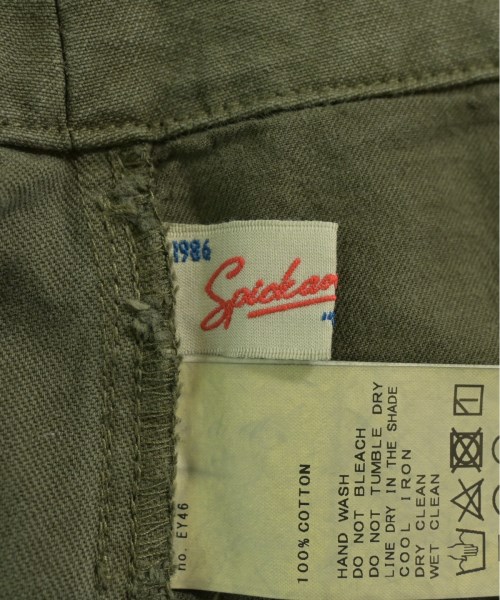 1986
no. EY46
100% COTTON
HAND WASH
DO NOT BLEACH
DO NOT TUMBLE DRY
LINE DRY IN THE SHADE
COOL IRON
DRY CLEAN
WET CLEAN